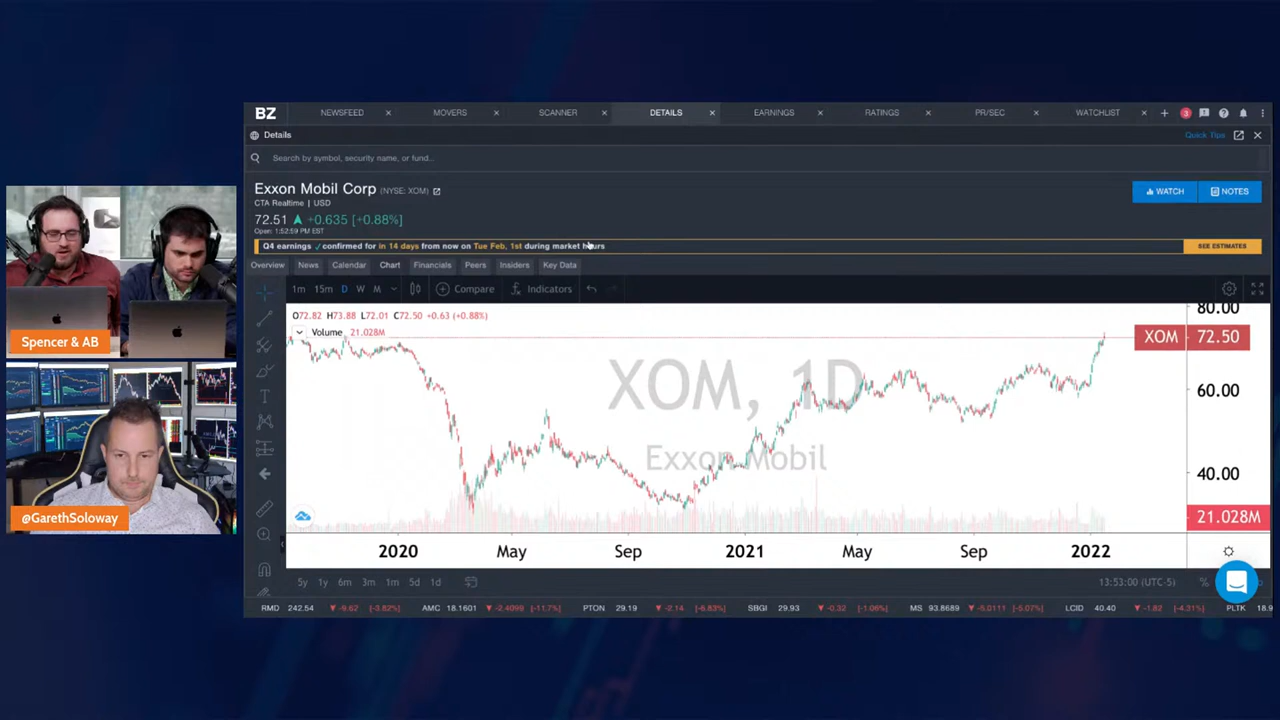 BZ NEWSFEED × MOVERS × SCANNER × DETAILS × EARNINGS × RATINGS × PR/SEC × WATCHLIST × + 3
Details
Quick Tips
Search by symbol, security name, or fund...
Exxon Mobil Corp (NYSE: XOM)
WATCH NOTES
CTA Realtime | USD
72.51 ▲ +0.635 [+0.88%]
Open: 1:52:59 PM EST
Q4 earnings ✓confirmed for in 14 days from now on Tue Feb, 1st during market hours
SEE ESTIMATES
Overview News Calendar Chart Financials Peers Insiders Key Data
1m 15m D W M Compare Indicators
O72.82 H73.88 L72.01 C72.50 +0.63 (+0.88%)
Volume 21.028M
XOM, 1D
Exxon Mobil
80.00
XOM 72.50
60.00
40.00
21.028M
2020 May Sep 2021 May Sep 2022
5y 1y 6m 3m 1m 5d 1d
13:53:00 (UTC-5) %
RMD 242.54 ▼ -9.62 (-3.82%) AMC 18.1601 ▼ -2.4099 (-11.7%) PTON 29.19 ▼ -2.14 (-6.83%) SBGI 29.93 ▼ -0.32 (-1.06%) MS 93.8689 ▼ -5.0111 (-5.07%) LCID 40.40 ▼ -1.82 (-4.31%) PLTK 18.9
Spencer & AB
@GarethSoloway